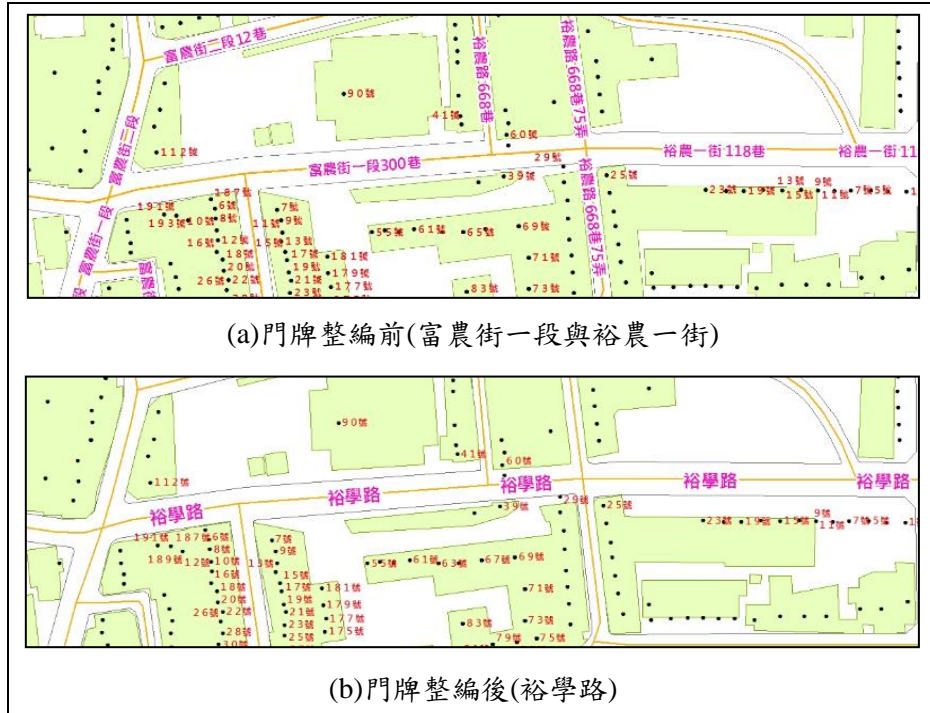 富農街二段12巷
裕農路668巷
裕農路668巷75弄
90號
41號
60號
富農街二段
112號
富農街一段300巷
29號
裕農一街118巷
裕農一街11
39號
25號
23號 19號 13號 15號 9號 11號 7號 5號
187號
191號 6號 7號
193號 10號 8號 11號 9號
55號 61號 65號 69號
裕農路668巷75弄
16號 12號 15號 13號
18號 17號 181號
富農街一段
20號 19號 179號
71號
26號 22號 21號 177號
23號
83號 73號
(a)門牌整編前(富農街一段與裕農一街)
90號
41號
60號
112號
裕學路 裕學路 裕學路 裕學路 裕學路
39號
29號
25號
23號 19號 15號 9號 11號 7號 5號
191號 187號 6號 7號
189號 12號 8號 9號
10號 13號
55號 61號 63號 67號 69號
16號 15號
18號 17號 181號
20號 19號 179號
71號
26號 22號 21號 177號
28號 23號 175號
83號 73號
30號 25號
79號 75號
(b)門牌整編後(裕學路)